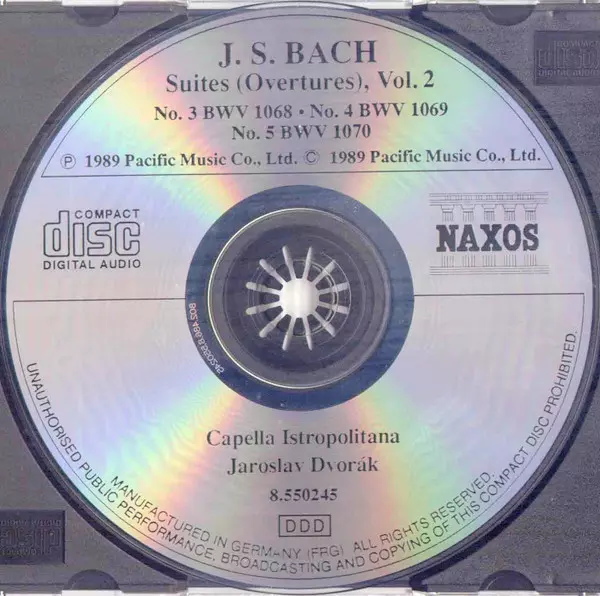 J. S. BACH
Suites (Overtures), Vol. 2
No. 3 BWV 1068 · No. 4 BWV 1069
No. 5 BWV 1070
℗ 1989 Pacific Music Co., Ltd. © 1989 Pacific Music Co., Ltd.
COMPACT
disc
DIGITAL AUDIO
NAXOS
Capella Istropolitana
Jaroslav Dvořák
8.550245
DDD
UNAUTHORISED PUBLIC PERFORMANCE, BROADCASTING AND COPYING OF THIS COMPACT DISC PROHIBITED.
MANUFACTURED IN GERMANY (FRG). ALL RIGHTS RESERVED.